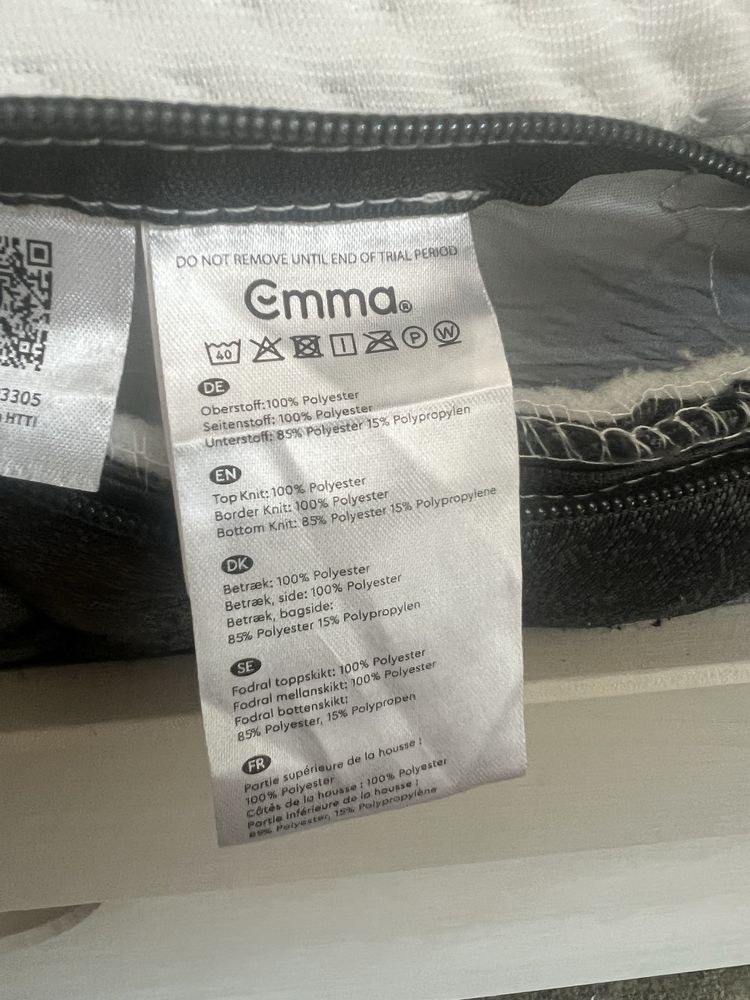 DO NOT REMOVE UNTIL END OF TRIAL PERIOD
emma®
40 P W
DE
Oberstoff:100% Polyester
Seitenstoff: 100% Polyester
Unterstoff: 85% Polyester 15% Polypropylen
EN
Top Knit: 100% Polyester
Border Knit: 100% Polyester
Bottom Knit: 85% Polyester 15% Polypropylene
DK
Betræk: 100% Polyester
Betræk, side: 100% Polyester
Betræk, bagside:
85% Polyester 15% Polypropylen
SE
Fodral toppskikt: 100% Polyester
Fodral mellanskikt: 100% Polyester
Fodral bottenskikt:
85% Polyester, 15% Polypropen
FR
Partie supérieure de la housse :
100% Polyester
Côtés de la housse : 100% Polyester
Partie inférieure de la housse :
85% Polyester, 15% Polypropylène
3305
HTTI